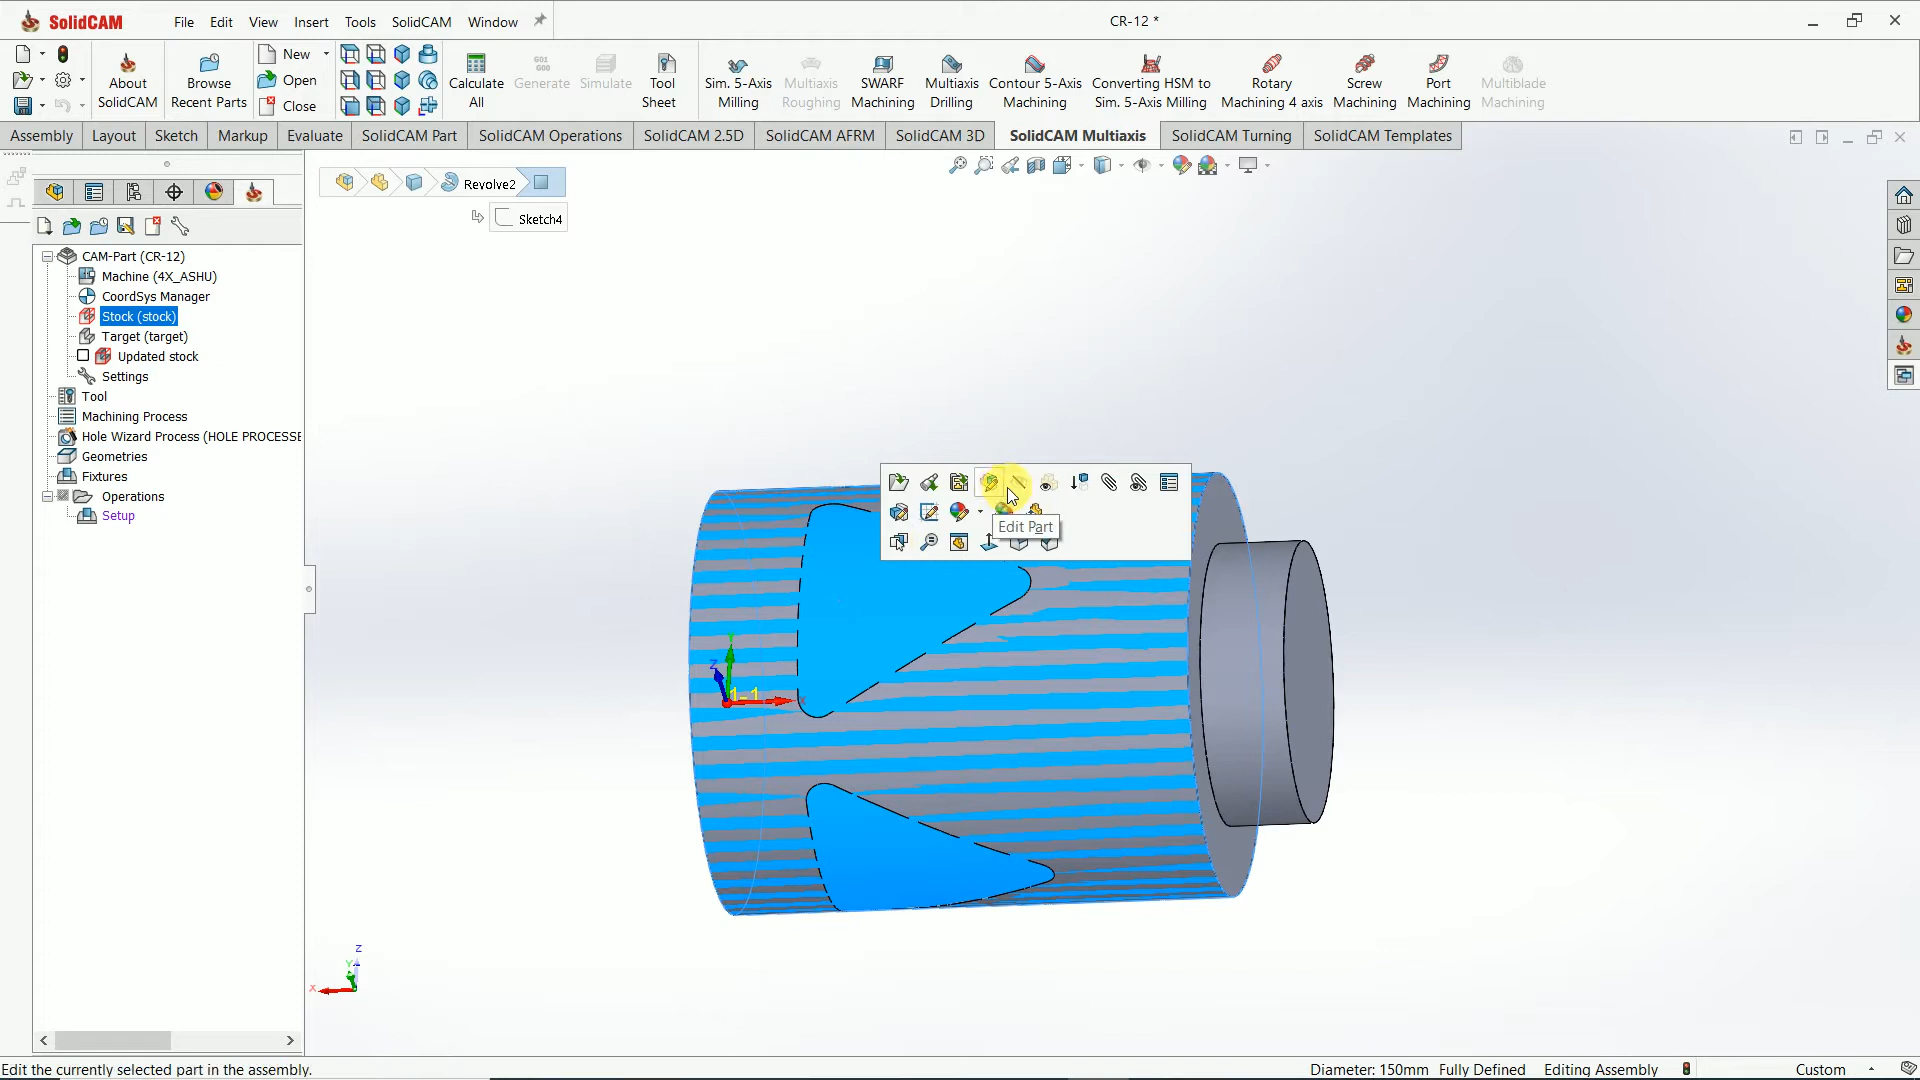 SolidCAM
File Edit View Insert Tools SolidCAM Window
CR-12 *
New
Open
Close
About SolidCAM
Browse Recent Parts
Calculate All
G01 G00
Generate
Simulate
Tool Sheet
Sim. 5-Axis Milling
Multiaxis Roughing
SWARF Machining
Multiaxis Drilling
Contour 5-Axis Machining
Converting HSM to Sim. 5-Axis Milling
Rotary Machining 4 axis
Screw Machining
Port Machining
Multiblade Machining
Assembly Layout Sketch Markup Evaluate SolidCAM Part SolidCAM Operations SolidCAM 2.5D SolidCAM AFRM SolidCAM 3D SolidCAM Multiaxis SolidCAM Turning SolidCAM Templates
Revolve2
Sketch4
CAM-Part (CR-12)
Machine (4X_ASHU)
CoordSys Manager
Stock (stock)
Target (target)
Updated stock
Settings
Tool
Machining Process
Hole Wizard Process (HOLE PROCESSE
Geometries
Fixtures
Operations
Setup
Edit Part
Y
Z
1-1
X
Z
Y
X
Edit the currently selected part in the assembly.
Diameter: 150mm Fully Defined Editing Assembly Custom